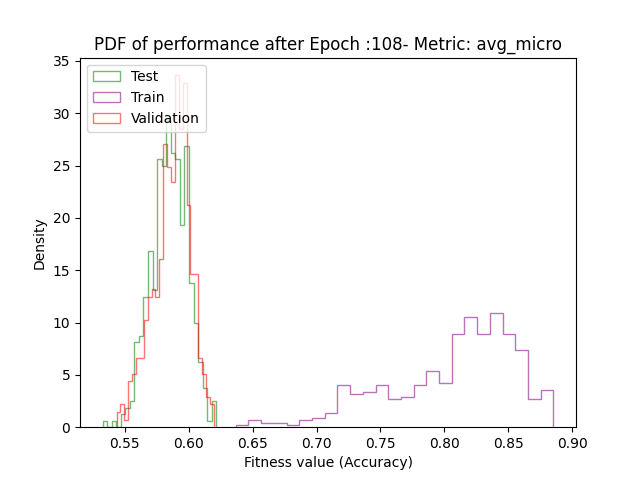 PDF of performance after Epoch :108- Metric: avg_micro
35
30
25
20
15
10
5
0
Density
Test
Train
Validation
0.55 0.60 0.65 0.70 0.75 0.80 0.85 0.90
Fitness value (Accuracy)